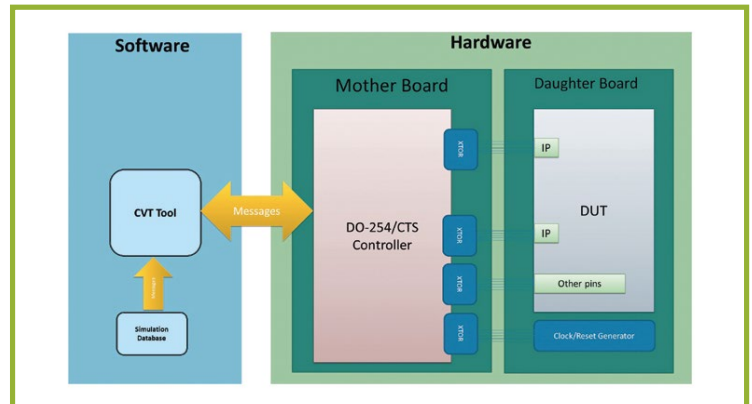 Software
Hardware
Mother Board
Daughter Board
XTOR
IP
CVT Tool
Messages
DO-254/CTS
Controller
DUT
XTOR
IP
XTOR
Other pins
Messages
Simulation
Database
XTOR
Clock/Reset Generator